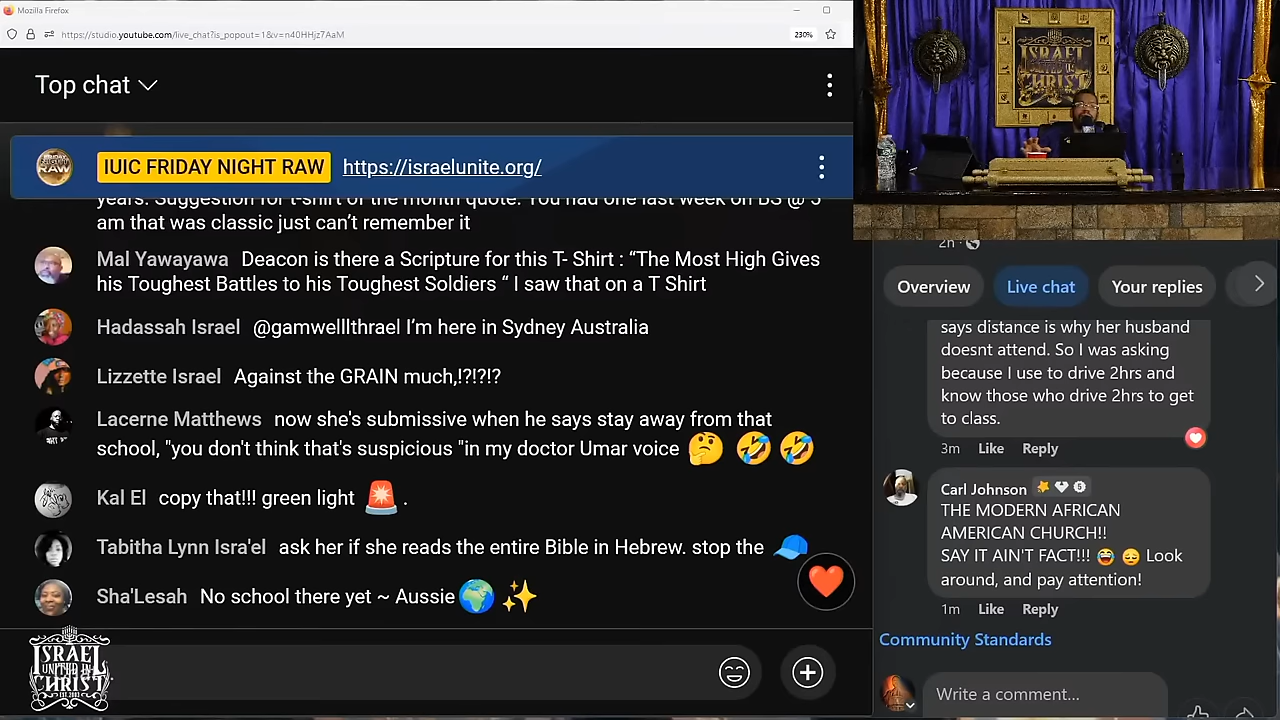 Mozilla Firefox
https://studio.youtube.com/live_chat?is_popout=1&v=n40HHjz7AaM
230%
Top chat
IUIC FRIDAY NIGHT RAW https://israelunite.org/
years. Suggestion for t-shirt of the month quote. You had one last week on BS @ 5
am that was classic just can’t remember it
Mal Yawayawa Deacon is there a Scripture for this T- Shirt : “The Most High Gives
his Toughest Battles to his Toughest Soldiers “ I saw that on a T Shirt
Hadassah Israel @gamwelllthrael I’m here in Sydney Australia
Lizzette Israel Against the GRAIN much,!?!?!?
Lacerne Matthews now she's submissive when he says stay away from that
school, "you don't think that's suspicious "in my doctor Umar voice 🤔 🤣 🤣
Kal El copy that!!! green light 🚨 .
Tabitha Lynn Isra'el ask her if she reads the entire Bible in Hebrew. stop the 🧢
Sha'Lesah No school there yet ~ Aussie 🌍 ✨
ISRAEL
UNITED IN
CHRIST
EST. 2003
ISRAEL
UNITED IN
CHRIST
2h ·
Overview
Live chat
Your replies
says distance is why her husband
doesnt attend. So I was asking
because I use to drive 2hrs and
know those who drive 2hrs to get
to class.
3m Like Reply
Carl Johnson
THE MODERN AFRICAN
AMERICAN CHURCH!!
SAY IT AIN'T FACT!!! 😂 😔 Look
around, and pay attention!
1m Like Reply
Community Standards
Write a comment...